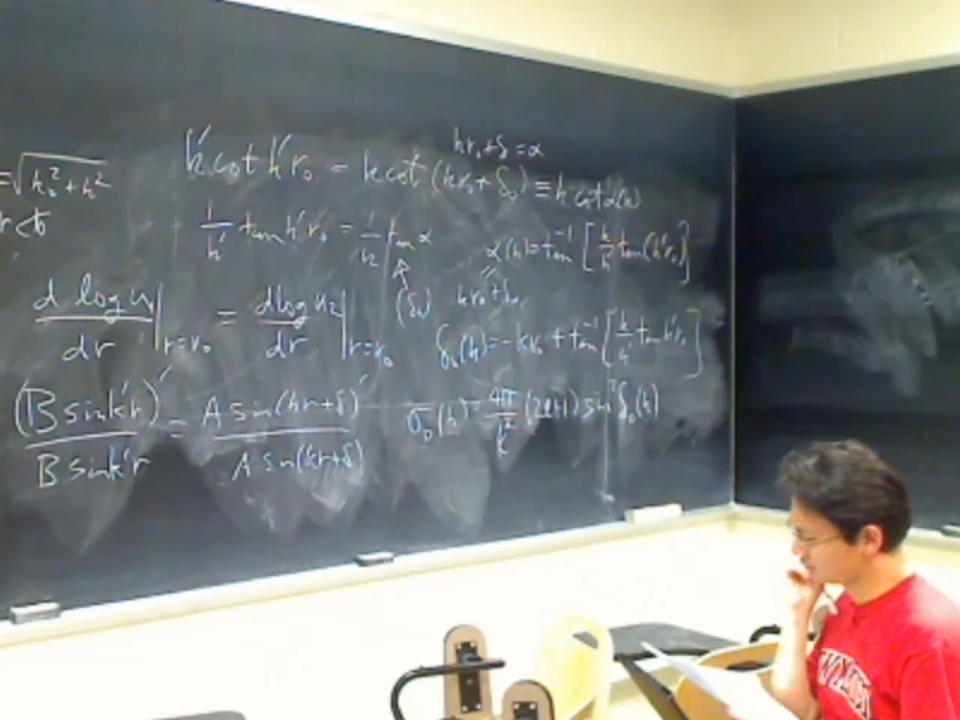 = √(k₀² + k²)
r < b
k' cot k'r₀ = k cot (kr₀ + δ₀) ≡ k cot α(k)
kr₀ + δ = α
1/k' tan k'r₀ = 1/k tan α
(δ₀)
α(k) = tan⁻¹ [k/k' tan(k'r₀)]
kr₀ + δ₀
d log u₁ / dr |r=r₀ = d log u₂ / dr |r=r₀
δ₀(k) = -kr₀ + tan⁻¹ [k/k' tan k'r₀]
(B sin k'r)' / B sin k'r = A sin(kr+δ)' / A sin(kr+δ)
σ₀(k) = 4π/k² (2l+1) sin² δ₀(k)